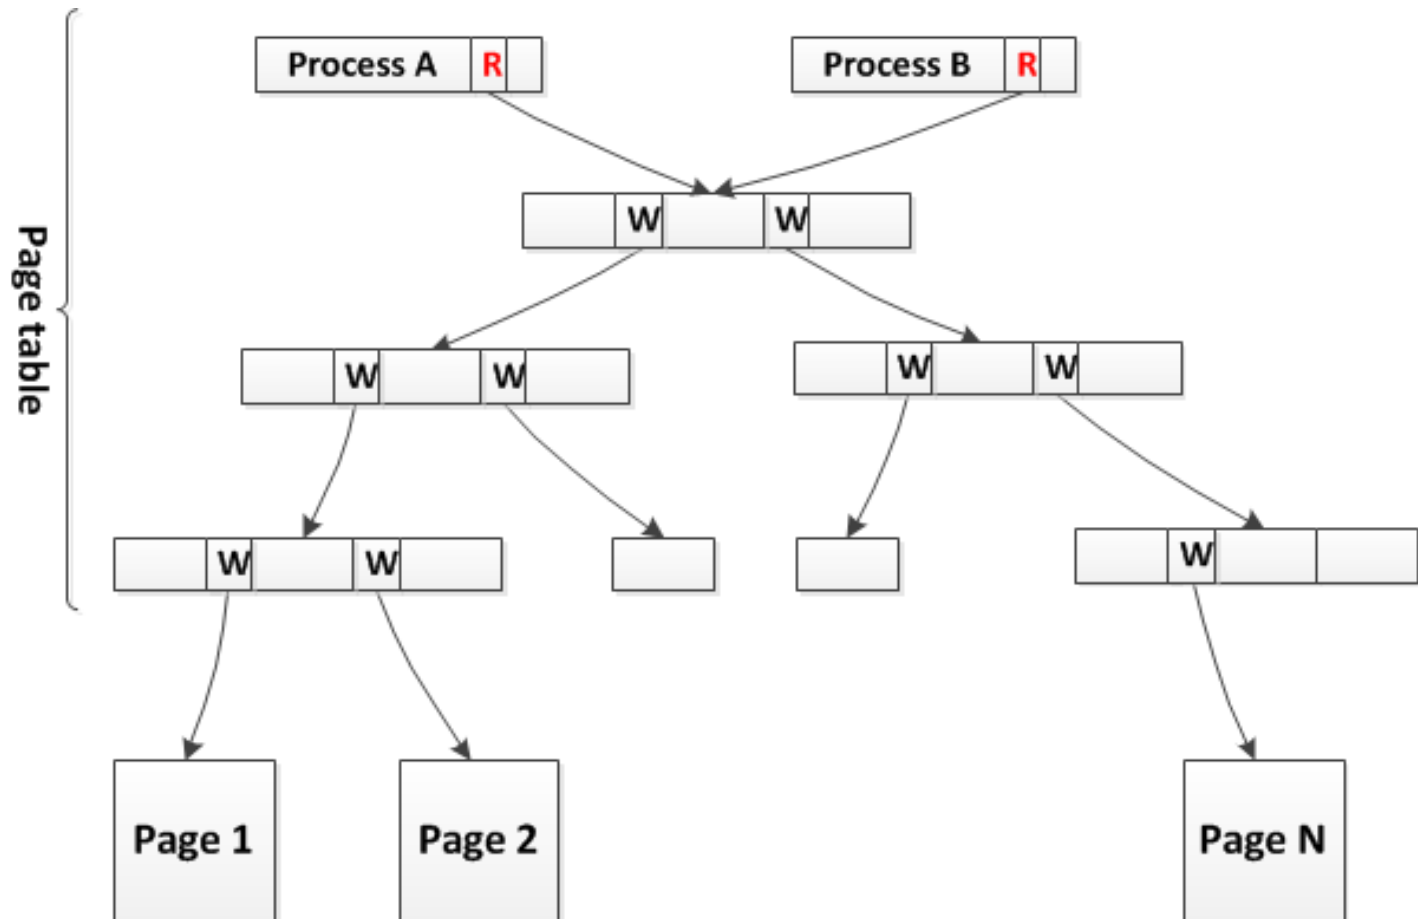 Process A R
Process B R
W W
Page table
W W
W W
W W
W
Page 1
Page 2
Page N